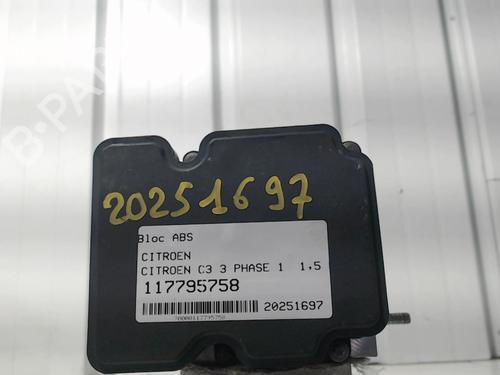 B-PARTS
20251697
Bloc ABS
CITROEN
CITROEN C3 3 PHASE 1 1,5
117795758
20251697